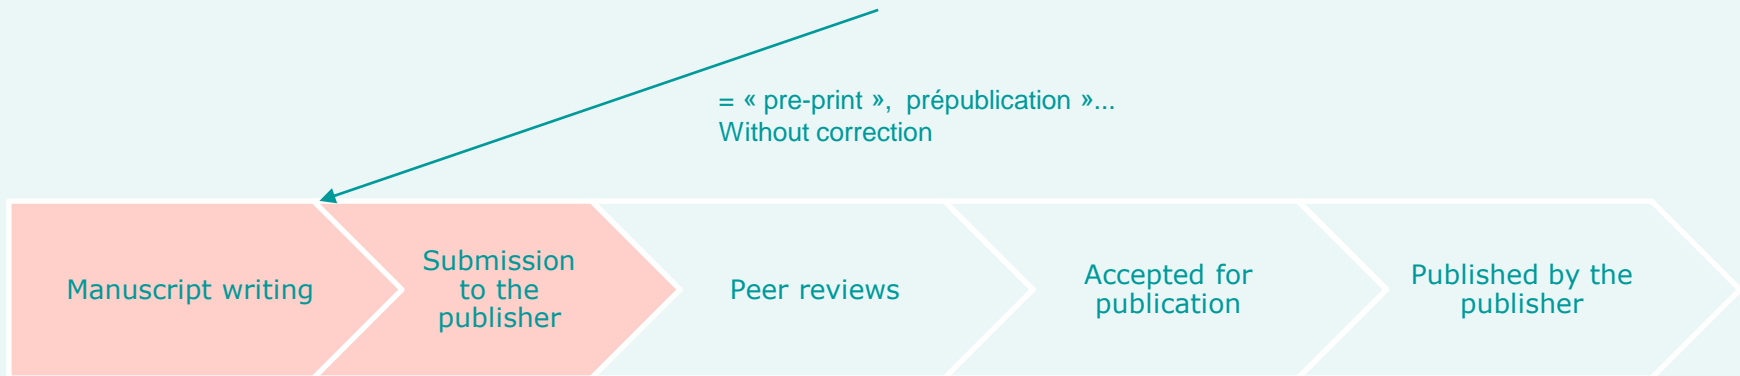 = « pre-print », prépublication »...
Without correction
Manuscript writing
Submission
to the
publisher
Peer reviews
Accepted for
publication
Published by the
publisher